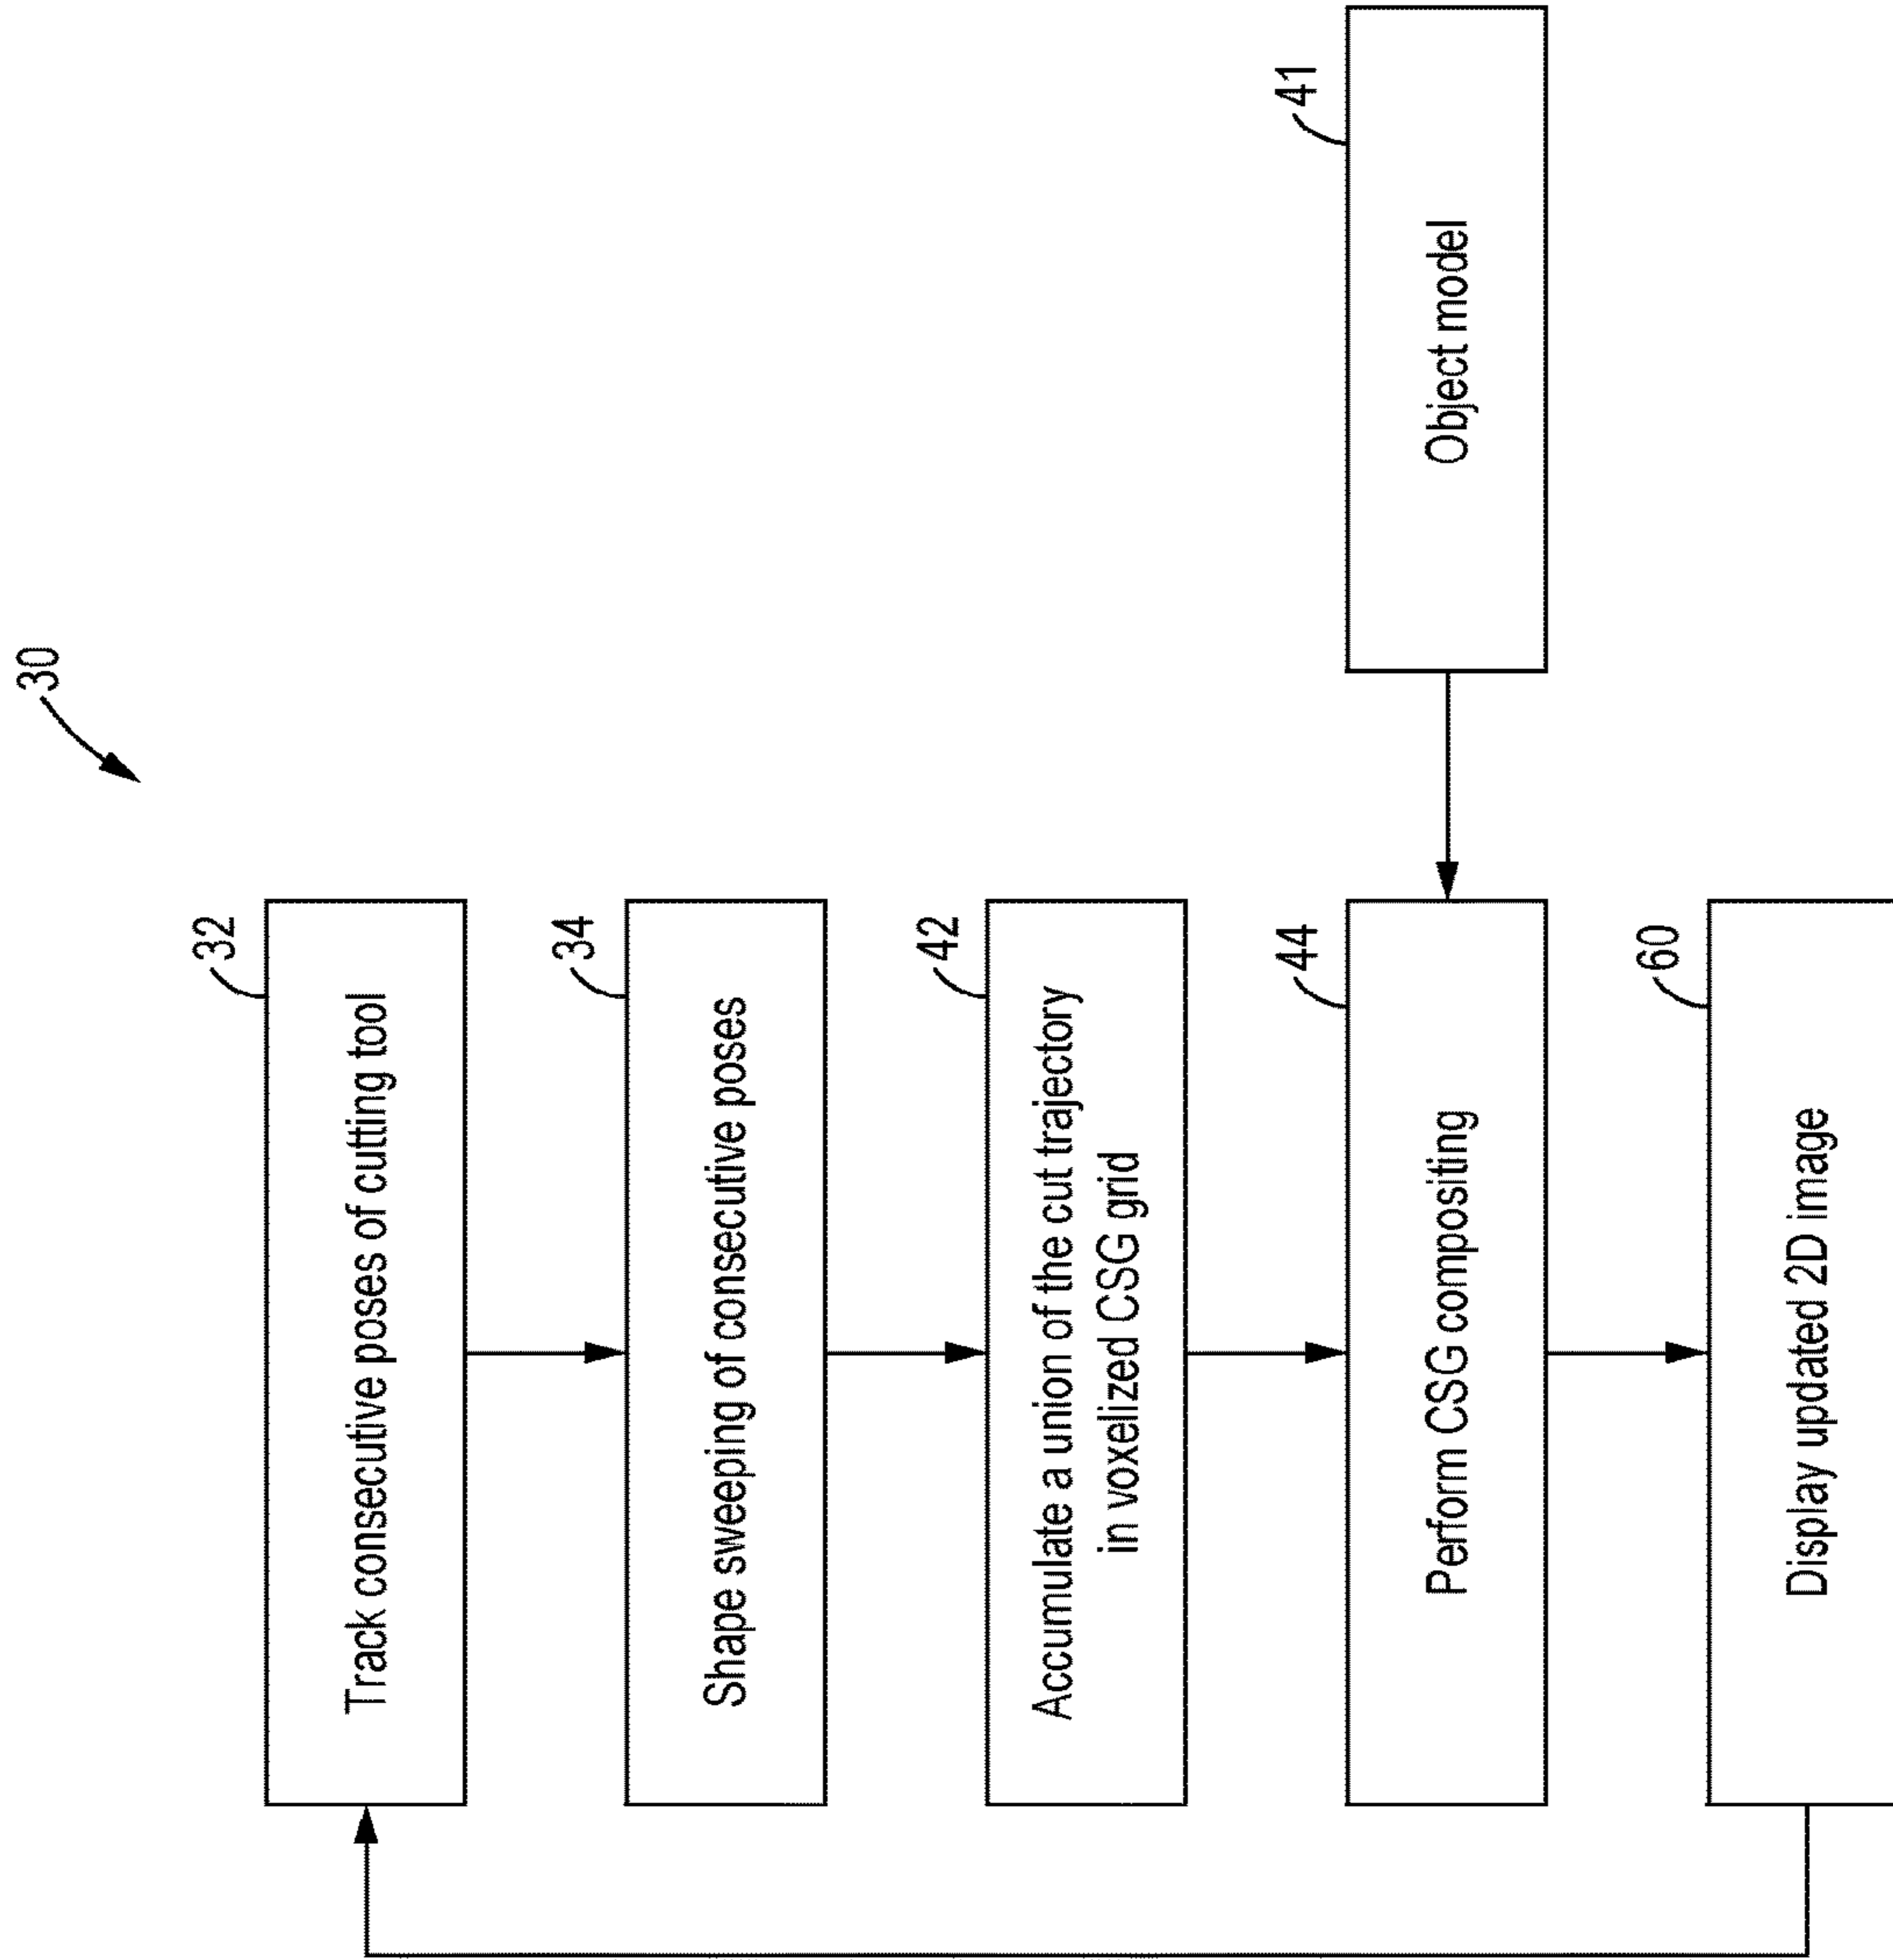 30
32
Track consecutive poses of cutting tool
34
Shape sweeping of consecutive poses
42
Accumulate a union of the cut trajectory
in voxelized CSG grid
44
Perform CSG compositing
41
Object model
60
Display updated 2D image